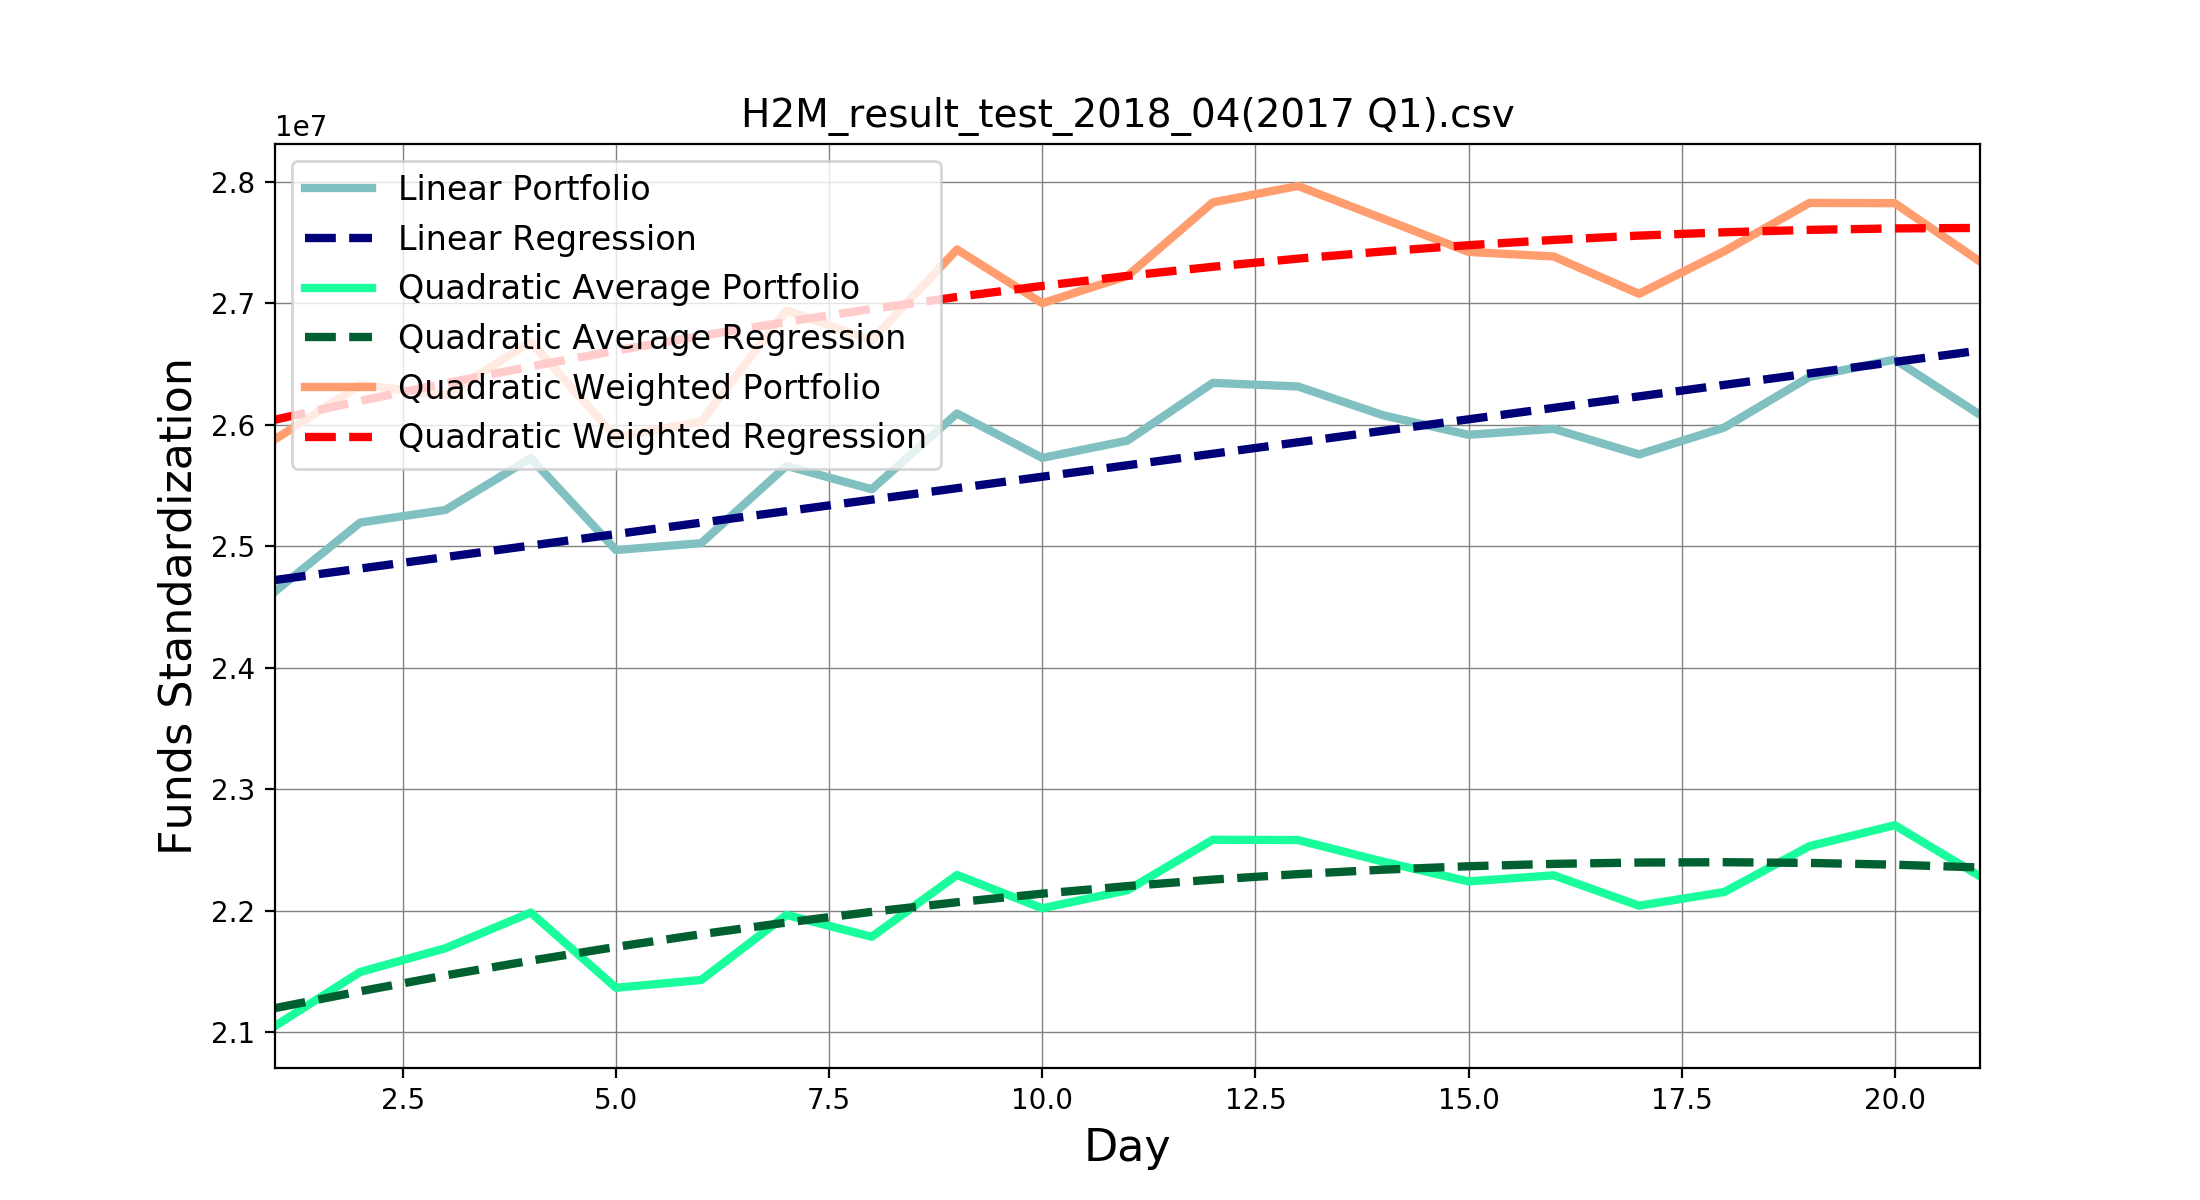 H2M_result_test_2018_04(2017 Q1).csv
1e7
Linear Portfolio
Linear Regression
Quadratic Average Portfolio
Quadratic Average Regression
Quadratic Weighted Portfolio
Quadratic Weighted Regression
Funds Standardization
2.8
2.7
2.6
2.5
2.4
2.3
2.2
2.1
2.5 5.0 7.5 10.0 12.5 15.0 17.5 20.0
Day